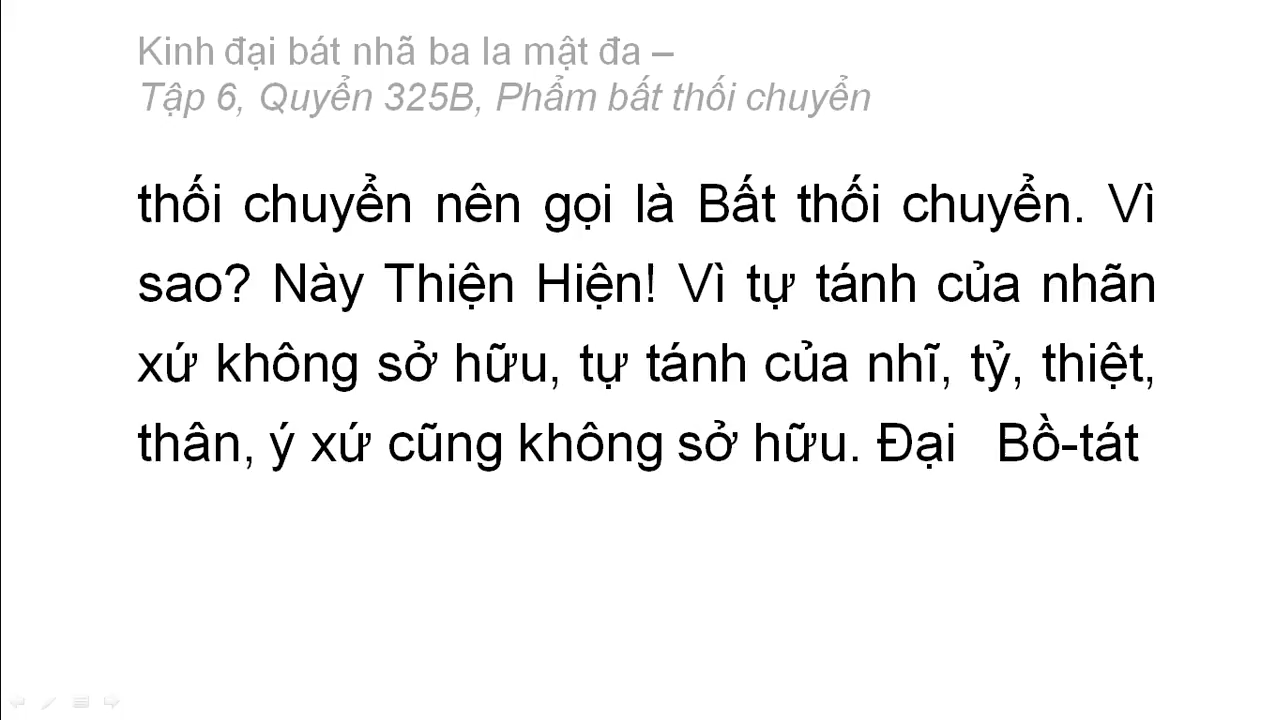 Kinh đại bát nhã ba la mật đa –
Tập 6, Quyển 325B, Phẩm bất thối chuyển
thối chuyển nên gọi là Bất thối chuyển. Vì
sao? Này Thiện Hiện! Vì tự tánh của nhãn
xứ không sở hữu, tự tánh của nhĩ, tỷ, thiệt,
thân, ý xứ cũng không sở hữu. Đại Bồ-tát